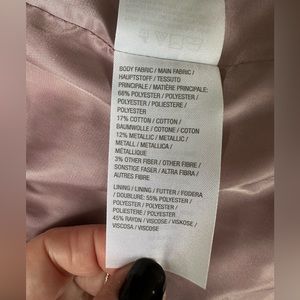 BODY FABRIC / MAIN FABRIC /
HAUPTSTOFF / TESSUTO
PRINCIPALE / MATIÈRE PRINCIPALE:
68% POLYESTER / POLYESTER
/ POLYESTER / POLIESTERE /
POLYESTER
17% COTTON / COTTON /
BAUMWOLLE / COTONE / COTON
12% METALLIC / METALLIC /
METALL / METALLICA /
MÉTALLIQUE
3% OTHER FIBER / OTHER FIBRE /
SONSTIGE FASER / ALTRA FIBRA /
AUTRES FIBRE
LINING / LINING / FUTTER / FODERA
/ DOUBLURE: 55% POLYESTER /
POLYESTER / POLYESTER /
POLIESTERE / POLYESTER
45% RAYON / VISCOSE / VISKOSE /
VISCOSA / VISCOSE